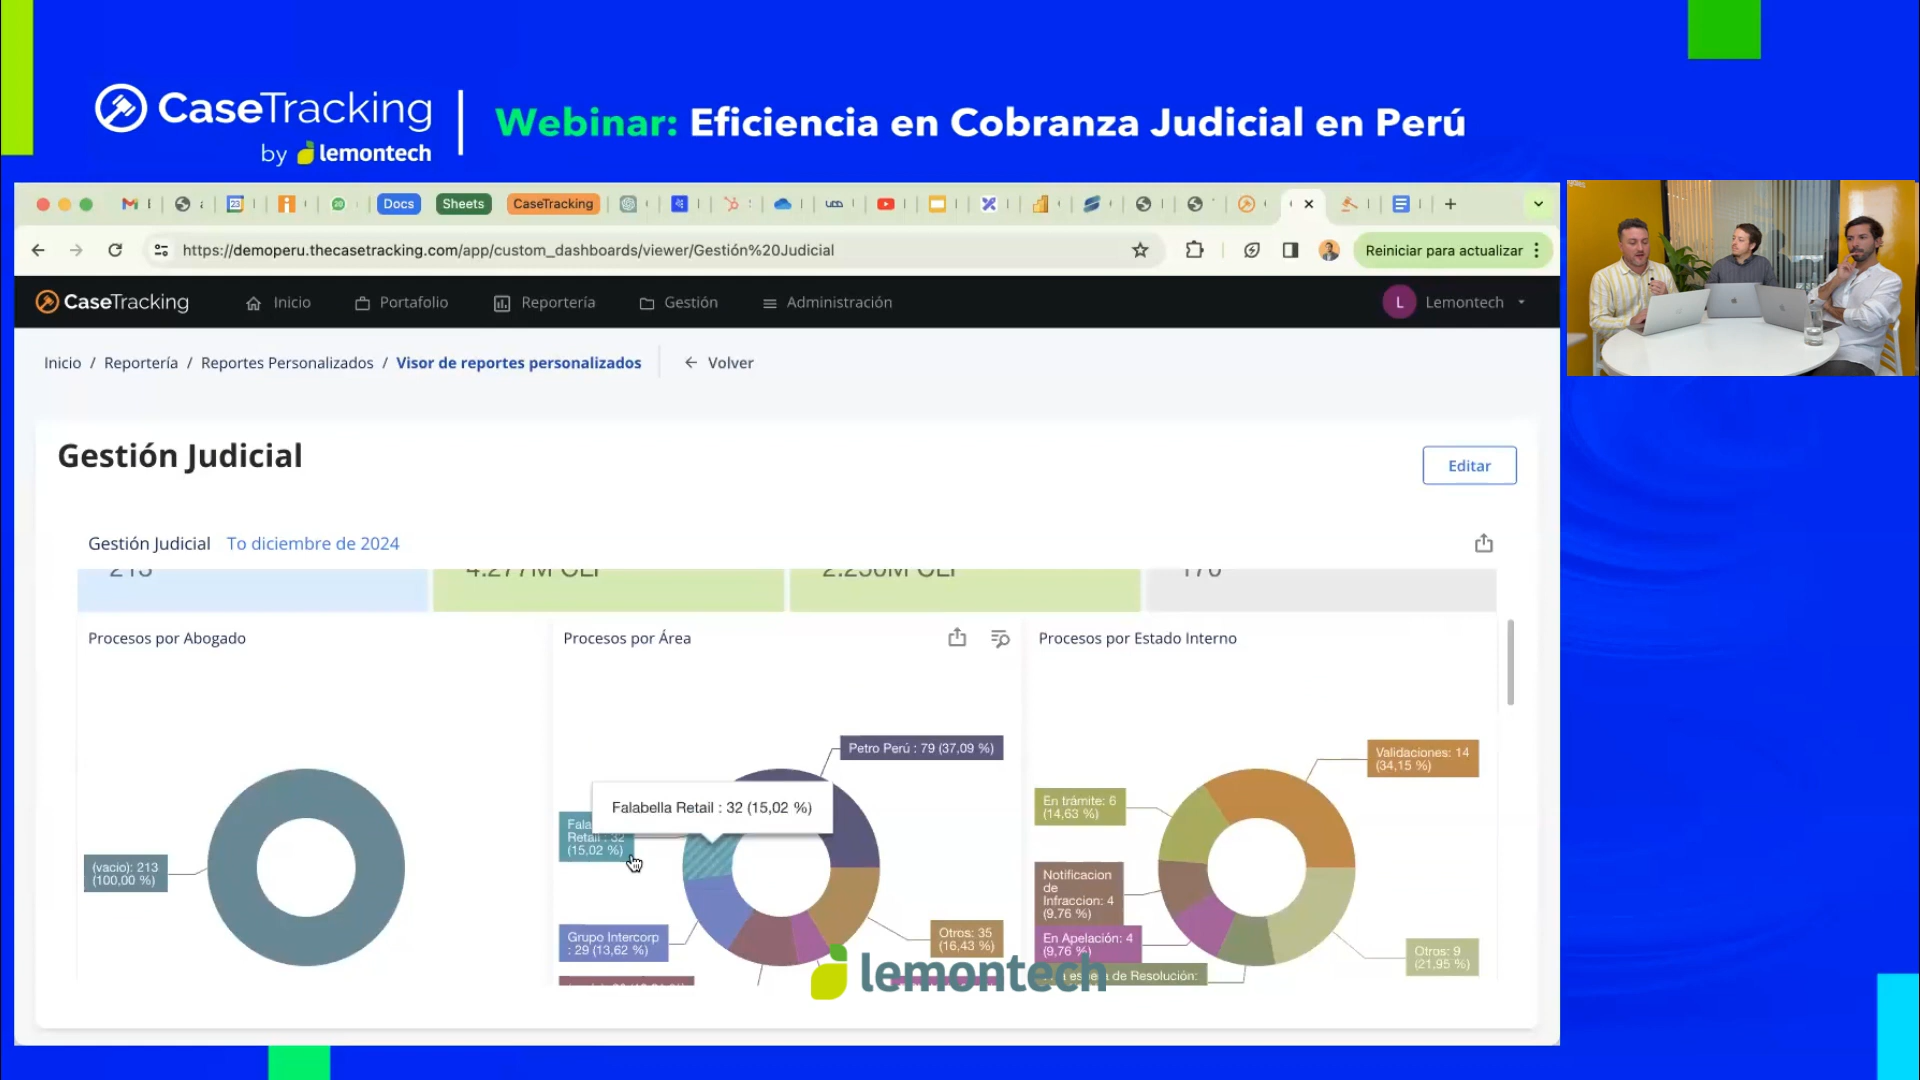 CaseTracking
by lemontech
Webinar: Eficiencia en Cobranza Judicial en Perú
Docs
Sheets
CaseTracking
https://demoperu.thecasetracking.com/app/custom_dashboards/viewer/Gestión%20Judicial
Reiniciar para actualizar
CaseTracking
Inicio
Portafolio
Reportería
Gestión
Administración
L
Lemontech
Inicio / Reportería / Reportes Personalizados / Visor de reportes personalizados
Volver
Gestión Judicial
Editar
Gestión Judicial
To diciembre de 2024
Procesos por Abogado
Procesos por Área
Procesos por Estado Interno
(vacio): 213
(100,00 %)
Petro Perú : 79 (37,09 %)
Falabella Retail : 32 (15,02 %)
Retail : 32
(15,02 %)
Grupo Intercorp
: 29 (13,62 %)
Otros: 35
(16,43 %)
Validaciones: 14
(34,15 %)
En trámite: 6
(14,63 %)
Notificacion
de
Infraccion: 4
(9,76 %)
En Apelación: 4
(9,76 %)
de Resolución:
Otros: 9
(21,95 %)
lemontech